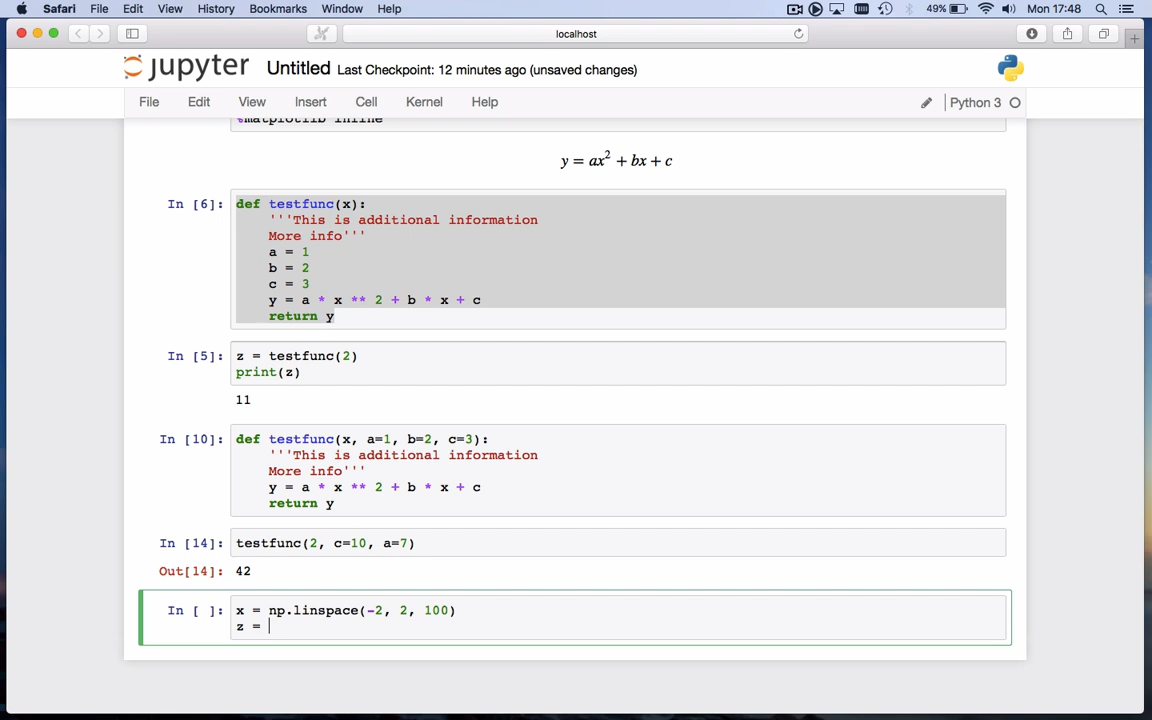 Safari File Edit View History Bookmarks Window Help 49% Mon 17:48
localhost
jupyter Untitled Last Checkpoint: 12 minutes ago (unsaved changes)
File Edit View Insert Cell Kernel Help Python 3
%matplotlib inline
y = ax² + bx + c
In [6]: def testfunc(x):
'''This is additional information
More info'''
a = 1
b = 2
c = 3
y = a * x ** 2 + b * x + c
return y
In [5]: z = testfunc(2)
print(z)
11
In [10]: def testfunc(x, a=1, b=2, c=3):
'''This is additional information
More info'''
y = a * x ** 2 + b * x + c
return y
In [14]: testfunc(2, c=10, a=7)
Out[14]: 42
In [ ]: x = np.linspace(-2, 2, 100)
z =